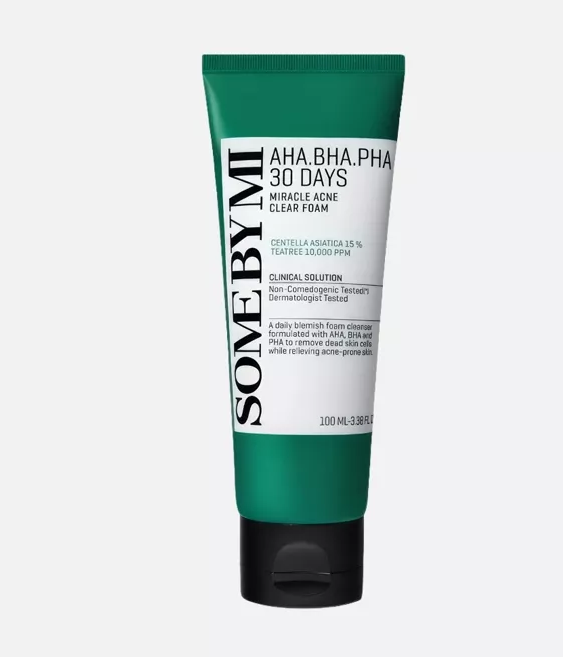 SOME BY MI
AHA.BHA.PHA
30 DAYS
MIRACLE ACNE
CLEAR FOAM
CENTELLA ASIATICA 15 %
TEATREE 10,000 PPM
CLINICAL SOLUTION
Non-Comedogenic Tested(*)
Dermatologist Tested
A daily blemish foam cleanser
formulated with AHA, BHA and
PHA to remove dead skin cells
while relieving acne-prone skin.
100 ML-3.38 FL